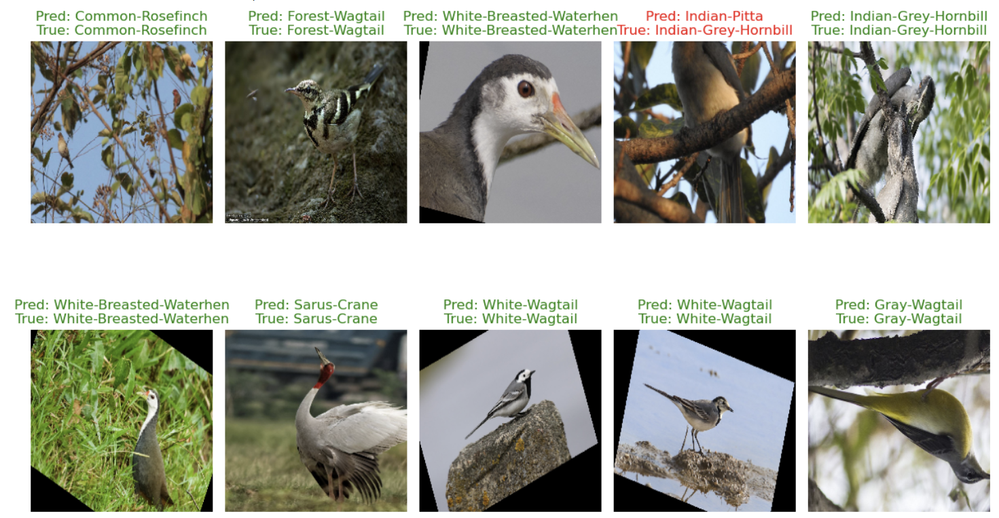 Pred: Common-Rosefinch
True: Common-Rosefinch
Pred: Forest-Wagtail
True: Forest-Wagtail
Pred: White-Breasted-Waterhen
True: White-Breasted-Waterhen
Pred: Indian-Pitta
True: Indian-Grey-Hornbill
Pred: Indian-Grey-Hornbill
True: Indian-Grey-Hornbill
Pred: White-Breasted-Waterhen
True: White-Breasted-Waterhen
Pred: Sarus-Crane
True: Sarus-Crane
Pred: White-Wagtail
True: White-Wagtail
Pred: White-Wagtail
True: White-Wagtail
Pred: Gray-Wagtail
True: Gray-Wagtail